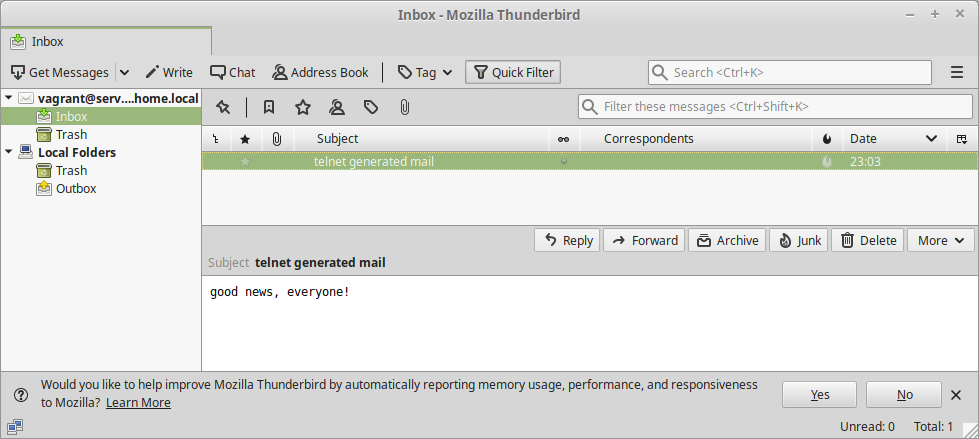 Inbox - Mozilla Thunderbird
Inbox
Get Messages Write Chat Address Book Tag Quick Filter Search <Ctrl+K>
vagrant@serv....home.local
Inbox
Trash
Local Folders
Trash
Outbox
Filter these messages <Ctrl+Shift+K>
Subject Correspondents Date
telnet generated mail 23:03
Reply Forward Archive Junk Delete More
Subject telnet generated mail
good news, everyone!
Would you like to help improve Mozilla Thunderbird by automatically reporting memory usage, performance, and responsiveness
to Mozilla? Learn More
Yes No
Unread: 0 Total: 1